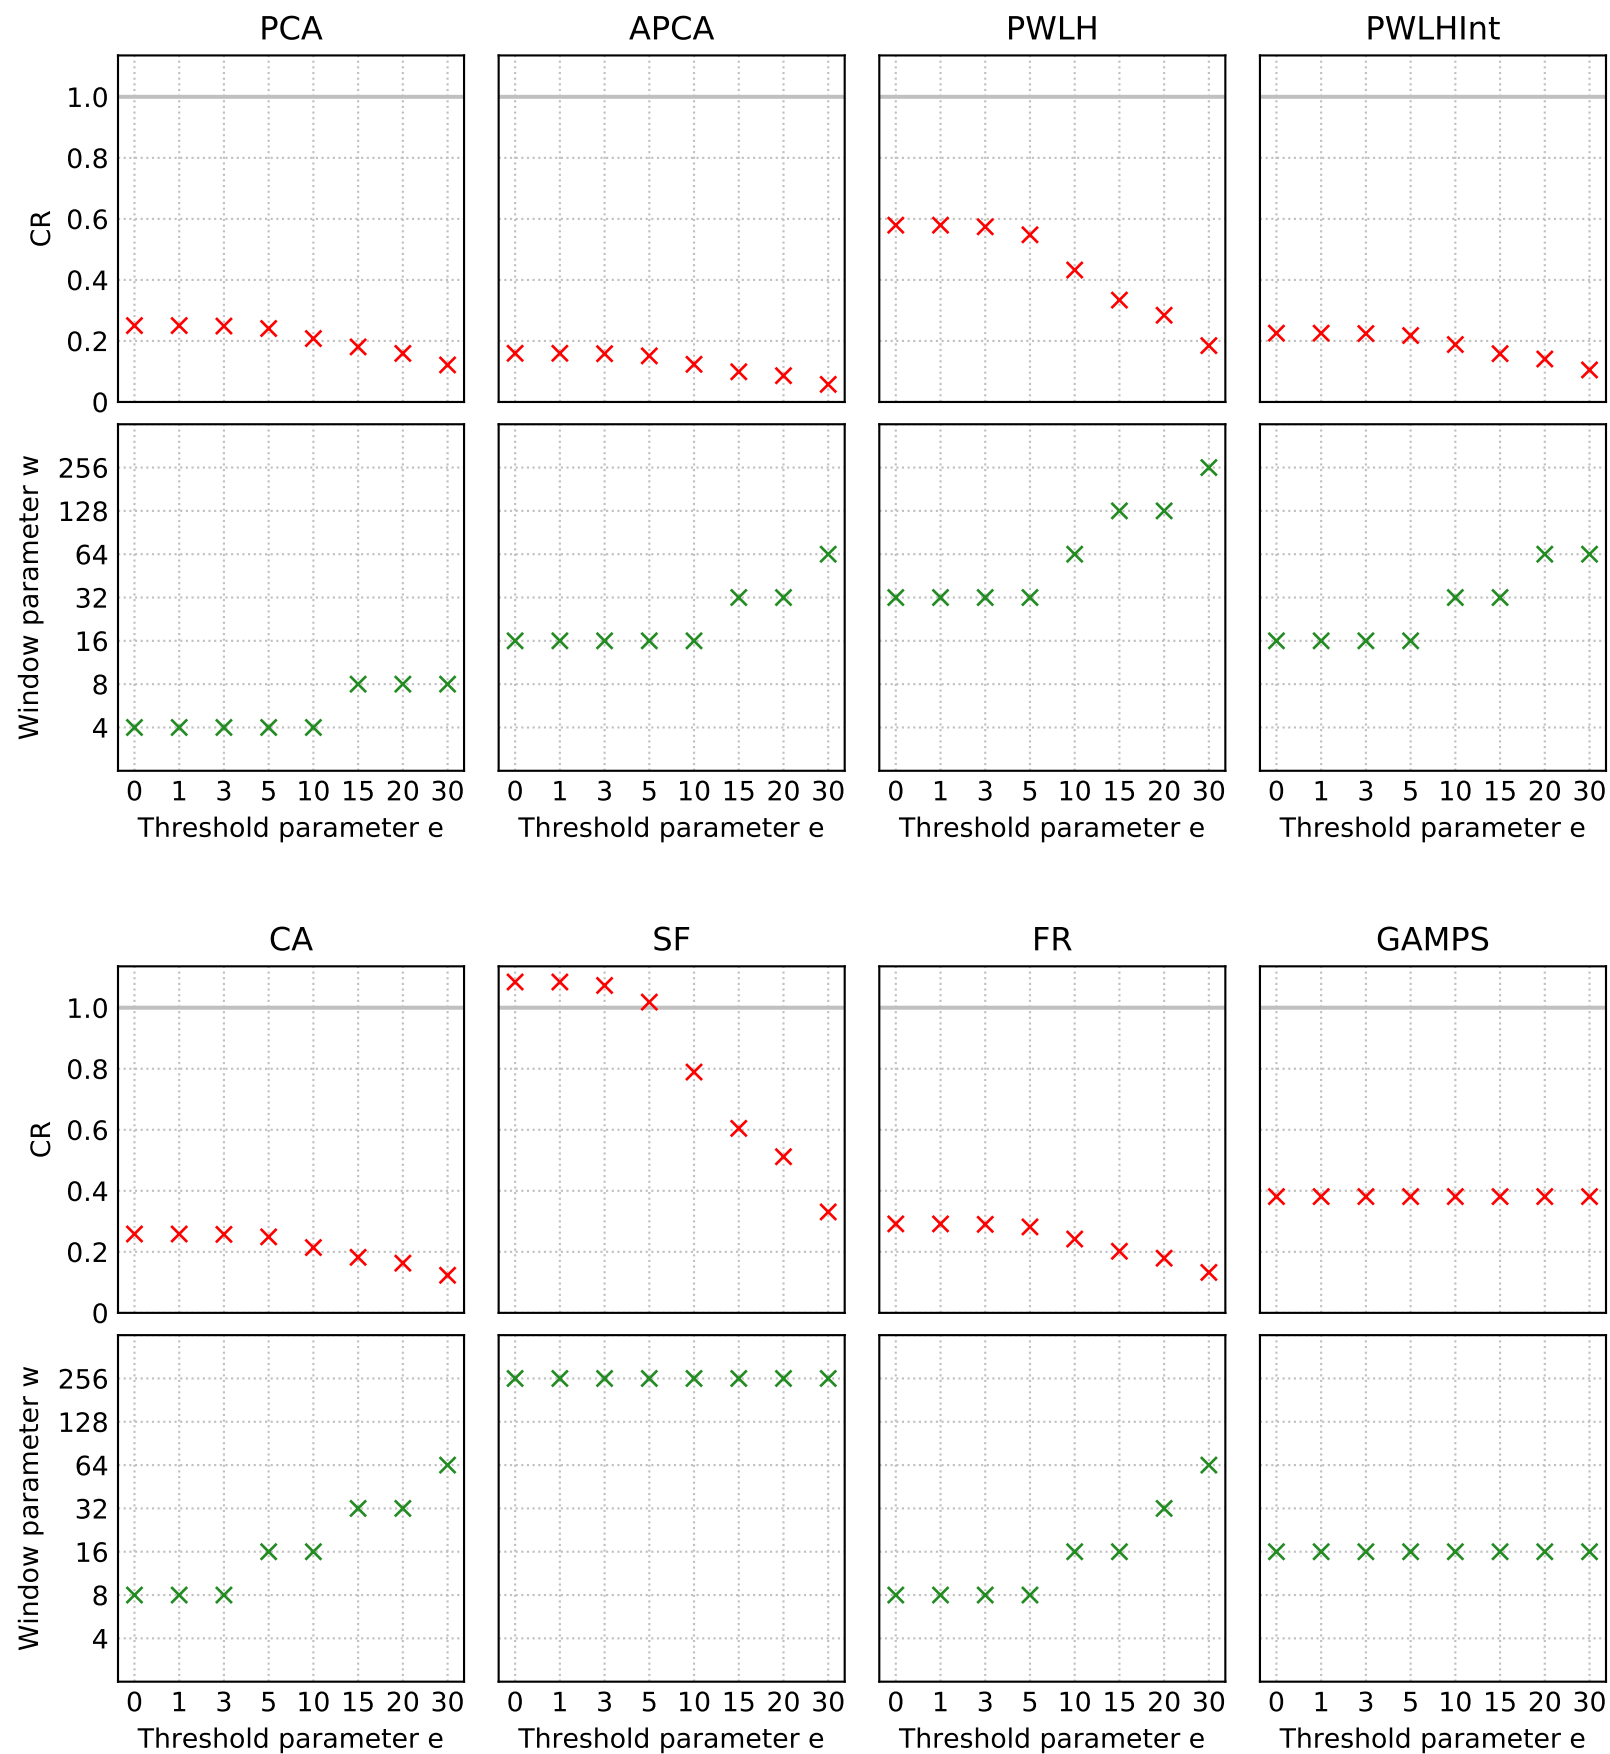 PCA APCA PWLH PWLHInt
1.0
0.8
0.6
0.4
0.2
0
CR
256
128
64
32
16
8
4
Window parameter w
0 1 3 5 10 15 20 30 0 1 3 5 10 15 20 30 0 1 3 5 10 15 20 30 0 1 3 5 10 15 20 30
Threshold parameter e Threshold parameter e Threshold parameter e Threshold parameter e
CA SF FR GAMPS
1.0
0.8
0.6
0.4
0.2
0
CR
256
128
64
32
16
8
4
Window parameter w
0 1 3 5 10 15 20 30 0 1 3 5 10 15 20 30 0 1 3 5 10 15 20 30 0 1 3 5 10 15 20 30
Threshold parameter e Threshold parameter e Threshold parameter e Threshold parameter e